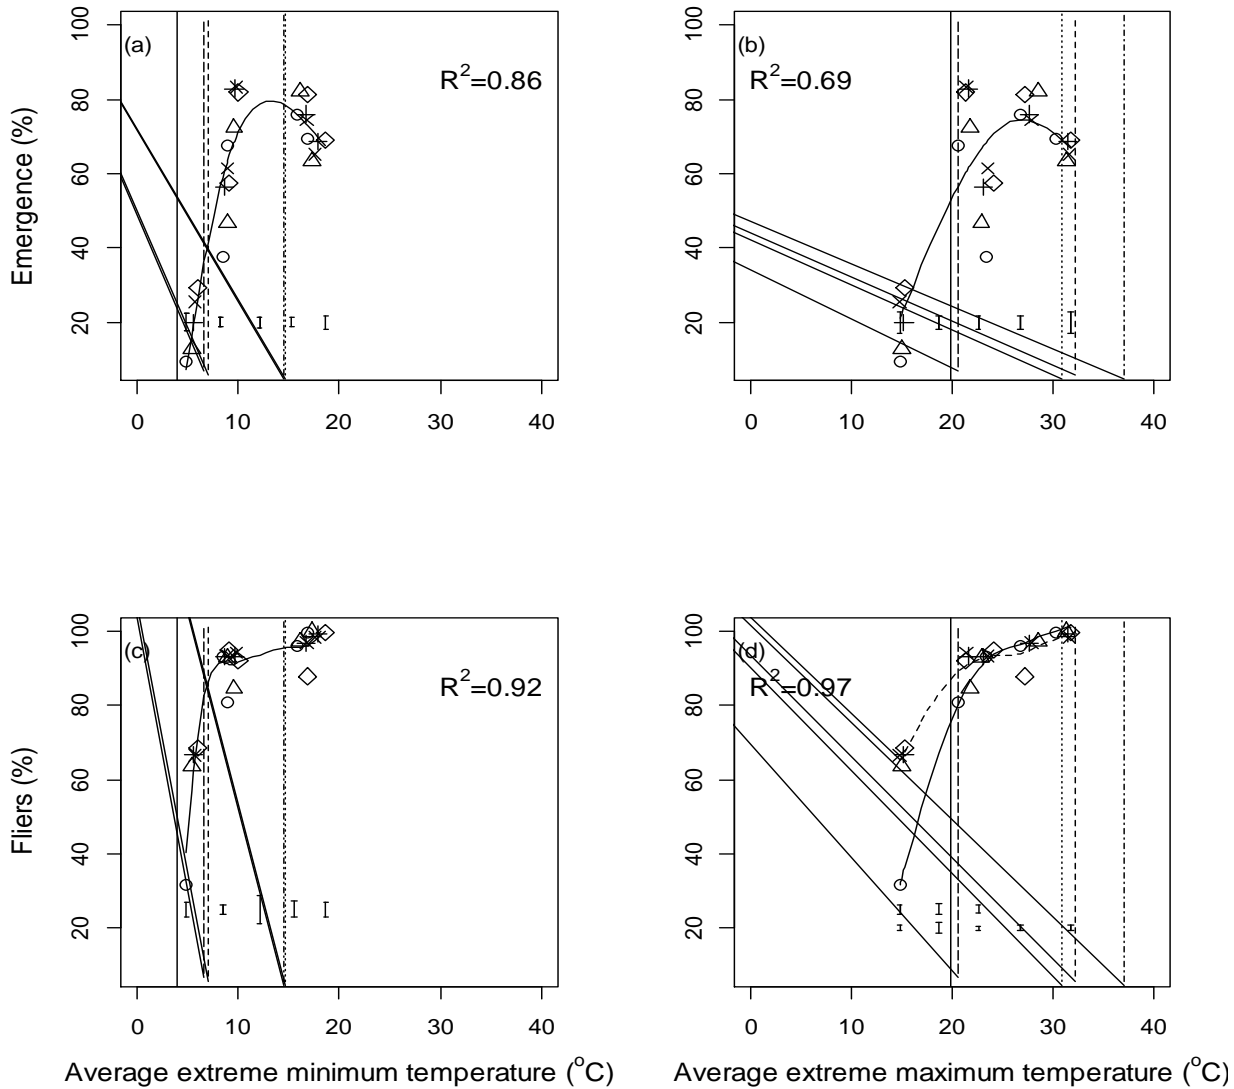 (a)
R2=0.86
Emergence (%)
20 40 60 80 100
0 10 20 30 40
(b)
R2=0.69
20 40 60 80 100
0 10 20 30 40
(c)
R2=0.92
Fliers (%)
20 40 60 80 100
0 10 20 30 40
Average extreme minimum temperature (oC)
(d)
R2=0.97
20 40 60 80 100
0 10 20 30 40
Average extreme maximum temperature (oC)